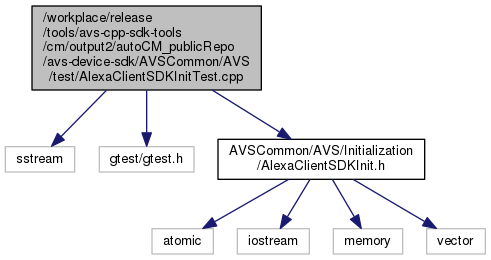 /workplace/release
/tools/avs-cpp-sdk-tools
/cm/output2/autoCM_publicRepo
/avs-device-sdk/AVSCommon/AVS
/test/AlexaClientSDKInitTest.cpp
sstream
gtest/gtest.h
AVSCommon/AVS/Initialization
/AlexaClientSDKInit.h
atomic
iostream
memory
vector